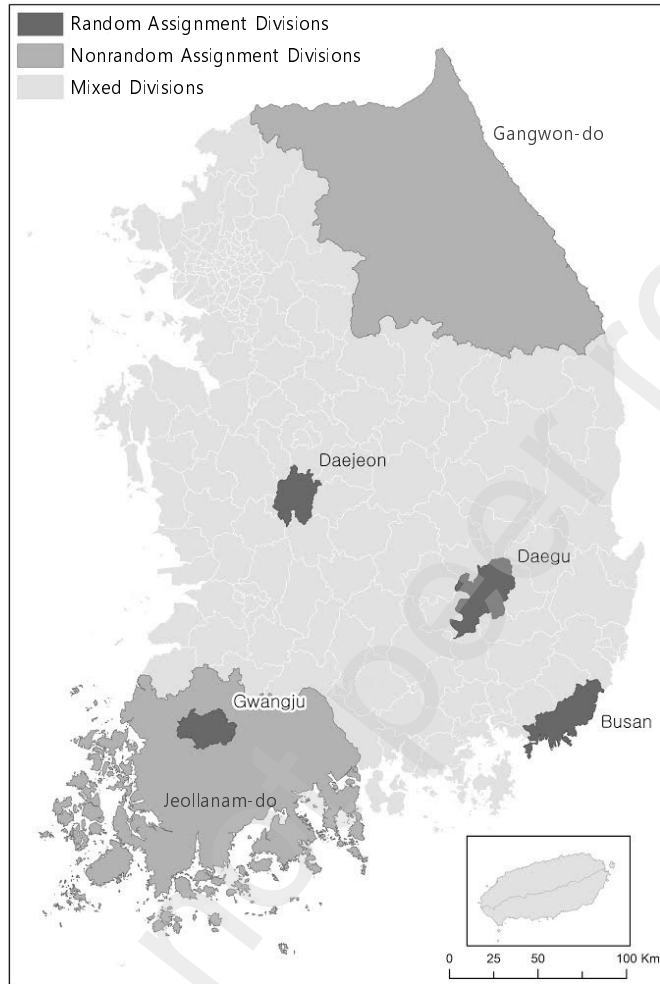 Random Assignment Divisions
Nonrandom Assignment Divisions
Mixed Divisions
Gangwon-do
Daejeon
Daegu
Gwangju
Busan
Jeollanam-do
0 25 50 100 Km